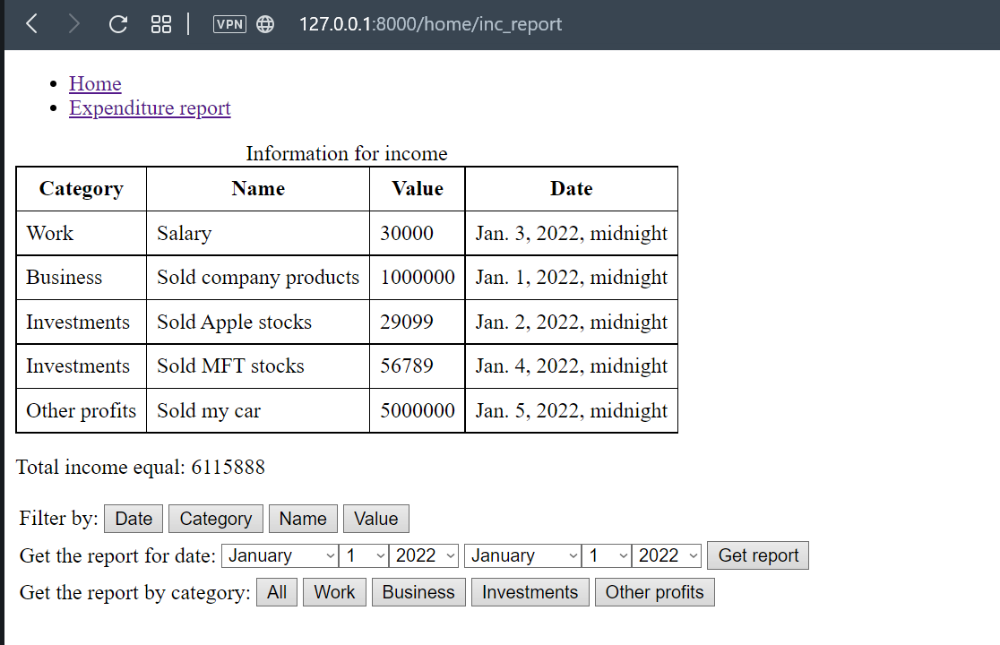 VPN 127.0.0.1:8000/home/inc_report
Home
Expenditure report
Information for income
Category Name Value Date
Work Salary 30000 Jan. 3, 2022, midnight
Business Sold company products 1000000 Jan. 1, 2022, midnight
Investments Sold Apple stocks 29099 Jan. 2, 2022, midnight
Investments Sold MFT stocks 56789 Jan. 4, 2022, midnight
Other profits Sold my car 5000000 Jan. 5, 2022, midnight
Total income equal: 6115888
Filter by: Date Category Name Value
Get the report for date: January 1 2022 January 1 2022 Get report
Get the report by category: All Work Business Investments Other profits